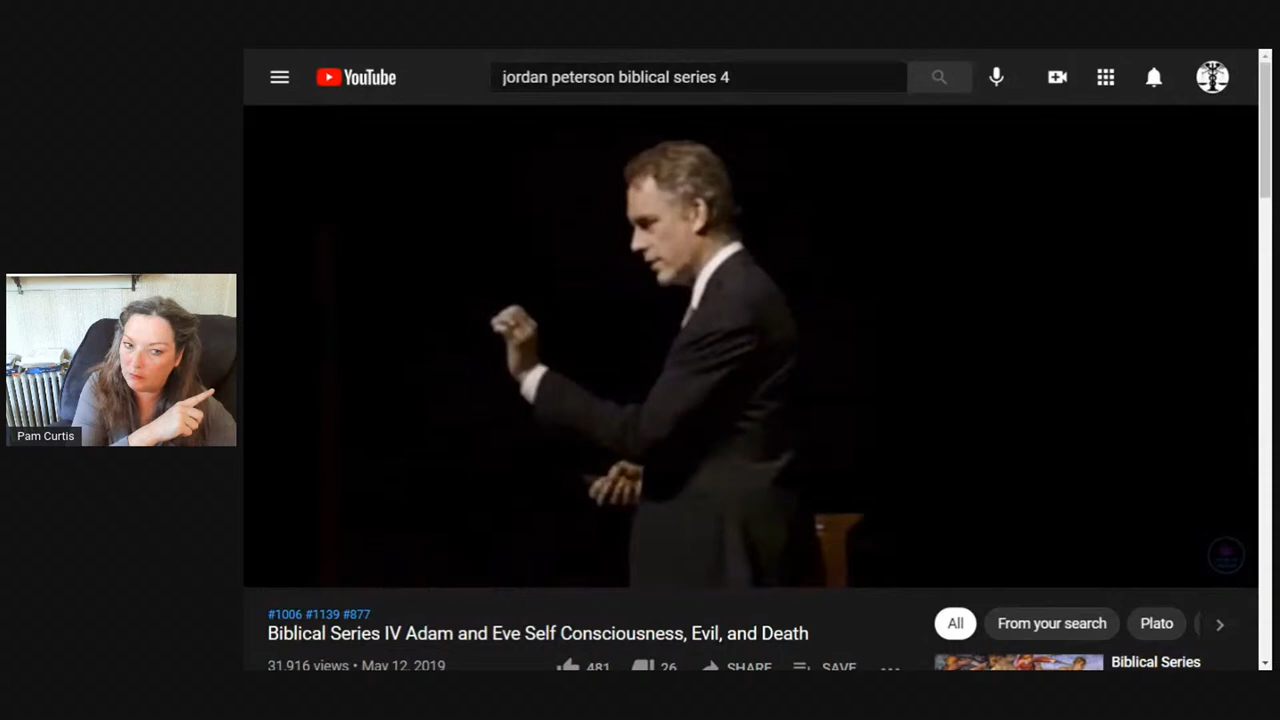 YouTube
jordan peterson biblical series 4
Pam Curtis
#1006 #1139 #877
Biblical Series IV Adam and Eve Self Consciousness, Evil, and Death
31,916 views • May 12, 2019
481
26
SHARE
SAVE
All
From your search
Plato
Biblical Series